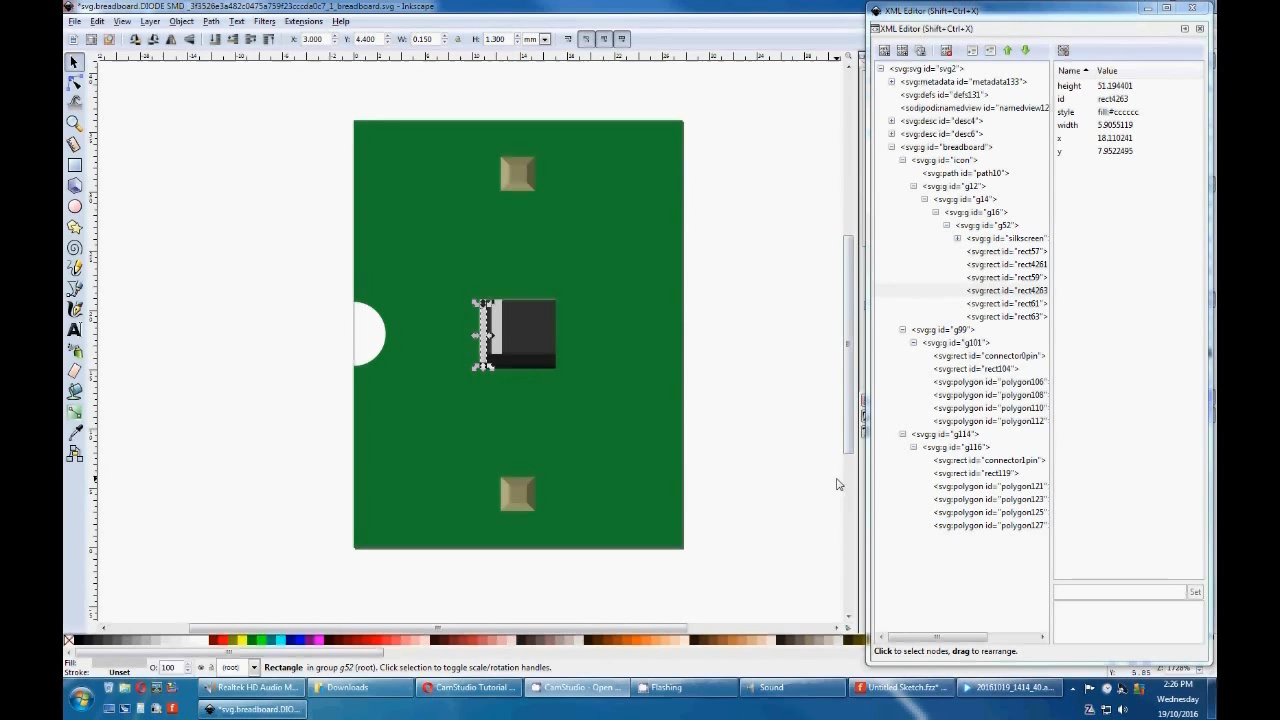 *svg.breadboard.DIODE SMD _3f3526e3a482c0475a759f23cccda0c7_1_breadboard.svg - Inkscape
File Edit View Layer Object Path Text Filters Extensions Help
X: 3.000 Y: 4.400 W: 0.150 H: 1.300 mm
XML Editor (Shift+Ctrl+X)
XML Editor (Shift+Ctrl+X)
Name Value
height 51.194401
id rect4263
style fill:#cccccc
width 5.9055119
x 18.110241
y 7.9522495
<svg:svg id="svg2">
<svg:metadata id="metadata133">
<svg:defs id="defs131">
<sodipodi:namedview id="namedview12
<svg:desc id="desc4">
<svg:desc id="desc6">
<svg:g id="breadboard">
<svg:g id="icon">
<svg:path id="path10">
<svg:g id="g12">
<svg:g id="g14">
<svg:g id="g16">
<svg:g id="g52">
<svg:g id="silkscreen"
<svg:rect id="rect57">
<svg:rect id="rect4261
<svg:rect id="rect59">
<svg:rect id="rect4263
<svg:rect id="rect61">
<svg:rect id="rect63">
<svg:g id="g99">
<svg:g id="g101">
<svg:rect id="connector0pin">
<svg:rect id="rect104">
<svg:polygon id="polygon106"
<svg:polygon id="polygon108"
<svg:polygon id="polygon110"
<svg:polygon id="polygon112"
<svg:g id="g114">
<svg:g id="g116">
<svg:rect id="connector1pin">
<svg:rect id="rect119">
<svg:polygon id="polygon121"
<svg:polygon id="polygon123"
<svg:polygon id="polygon125"
<svg:polygon id="polygon127"
Set
Click to select nodes, drag to rearrange.
Fill:
Stroke: Unset
O: 100
(root)
Rectangle in group g52 (root). Click selection to toggle scale/rotation handles.
Y: 5.85
Realtek HD Audio M...
Downloads
CamStudio Tutorial ...
CamStudio - Open ...
Flashing
Sound
Untitled Sketch.fzz* ...
20161019_1414_40.a...
*svg.breadboard.DIO...
2:26 PM
Wednesday
19/10/2016